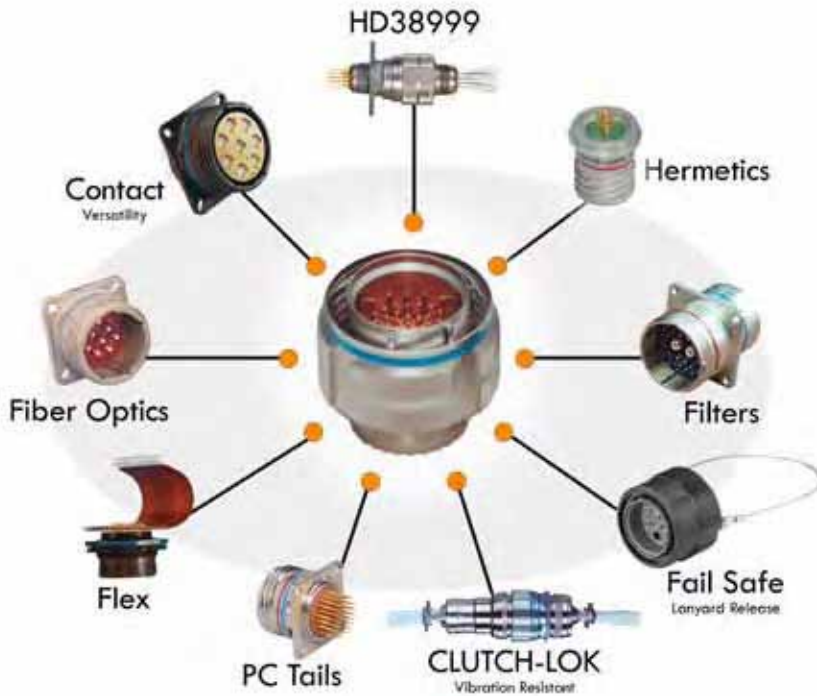 HD38999
Hermetics
Contact
Versatility
Fiber Optics
Filters
Flex
Fail Safe
Lanyard Release
PC Tails
CLUTCH-LOK
Vibration Resistant